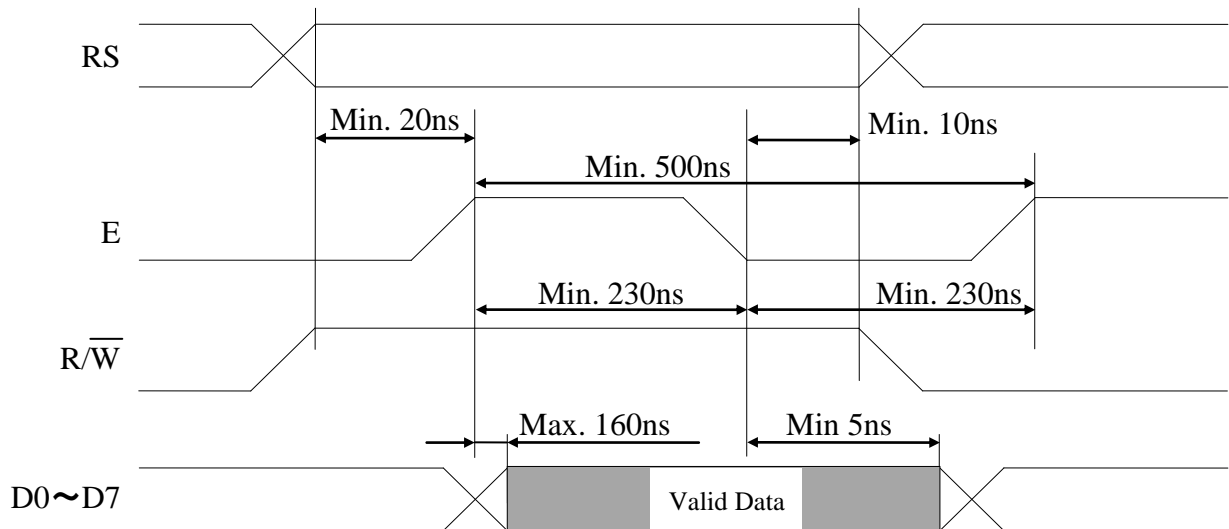 RS
Min. 20ns
Min. 10ns
Min. 500ns
E
Min. 230ns
Min. 230ns
R/W̅
Max. 160ns
Min 5ns
D0～D7
Valid Data